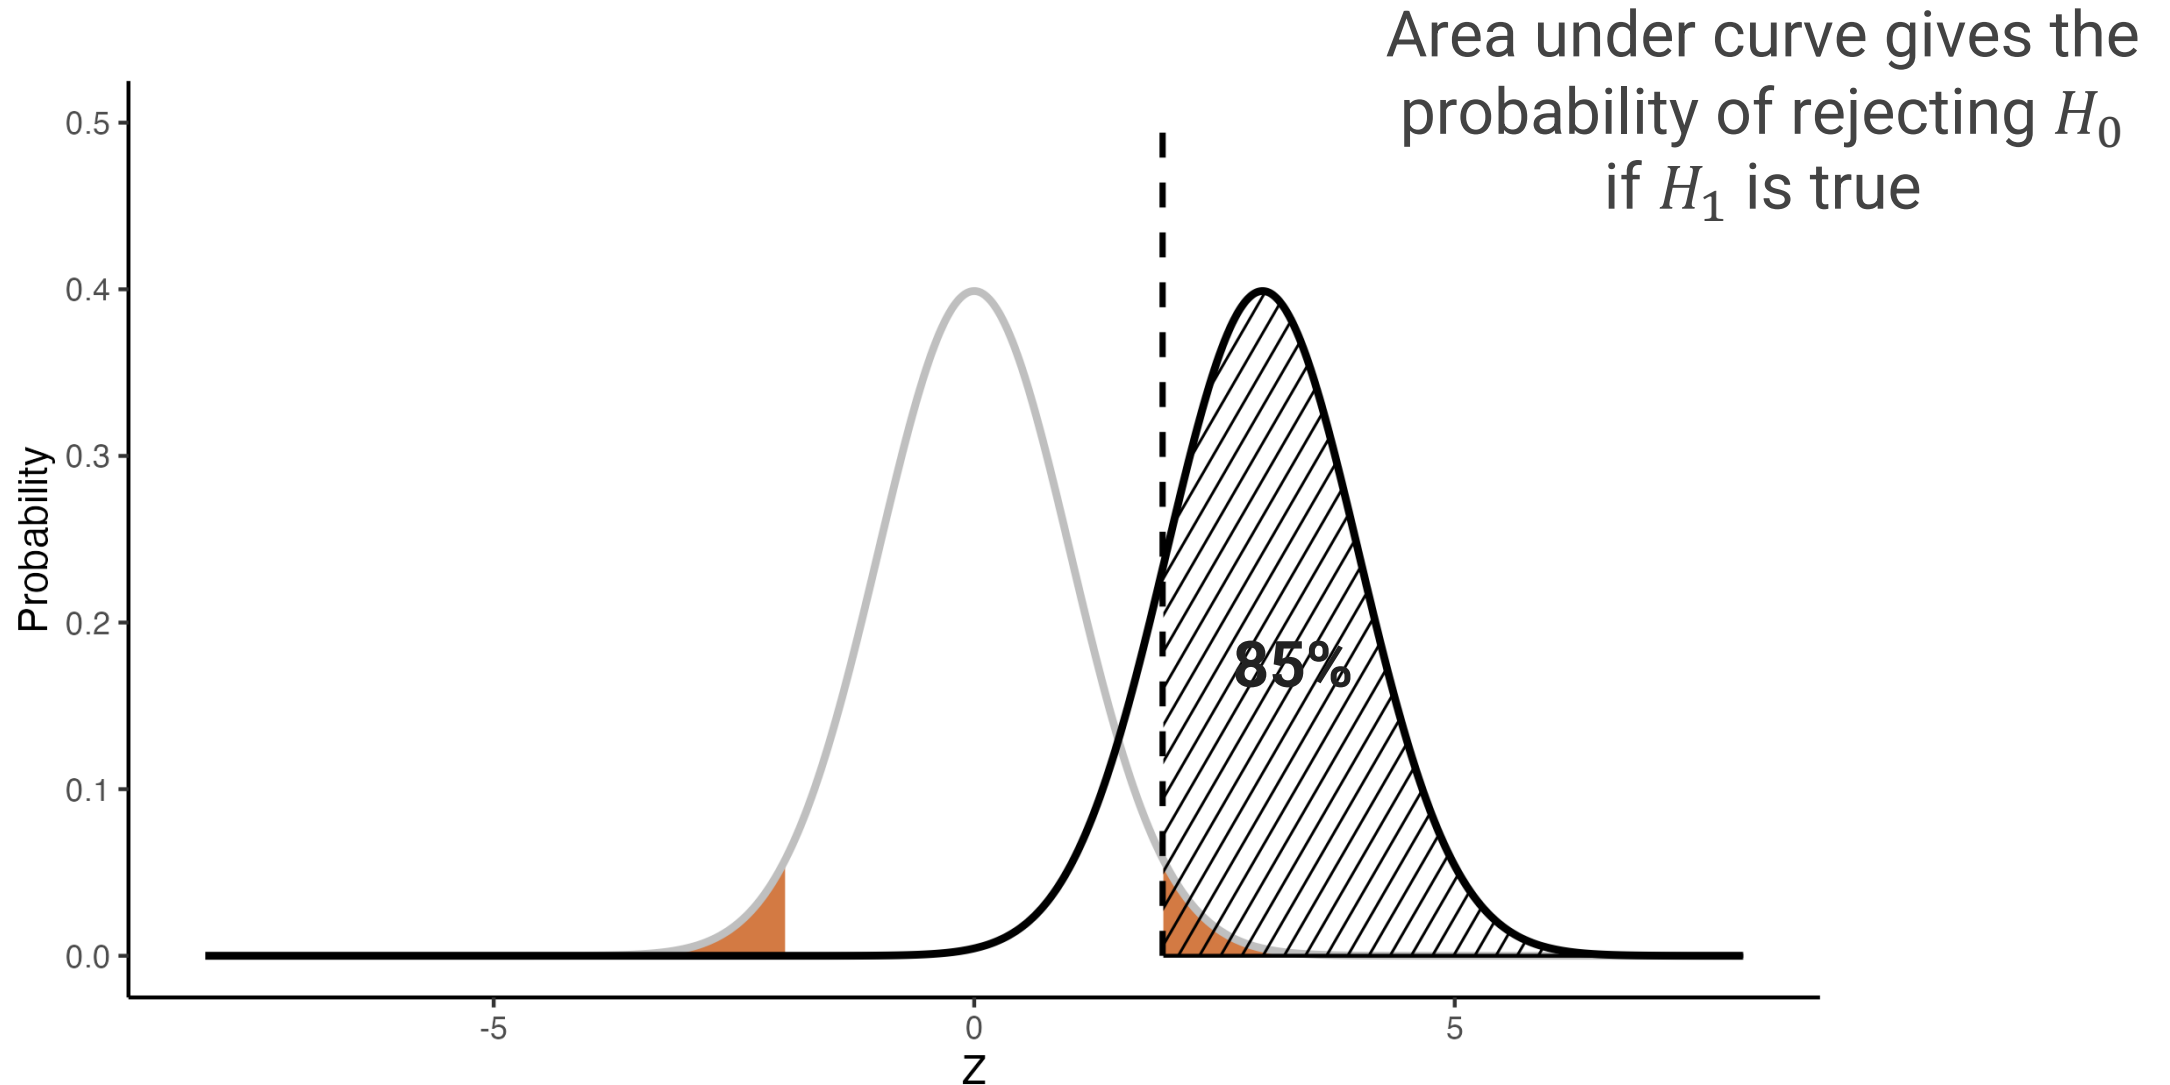 Area under curve gives the
probability of rejecting H₀
if H₁ is true
0.5
0.4
0.3
0.2
0.1
0.0
Probability
85%
-5 0 5
Z